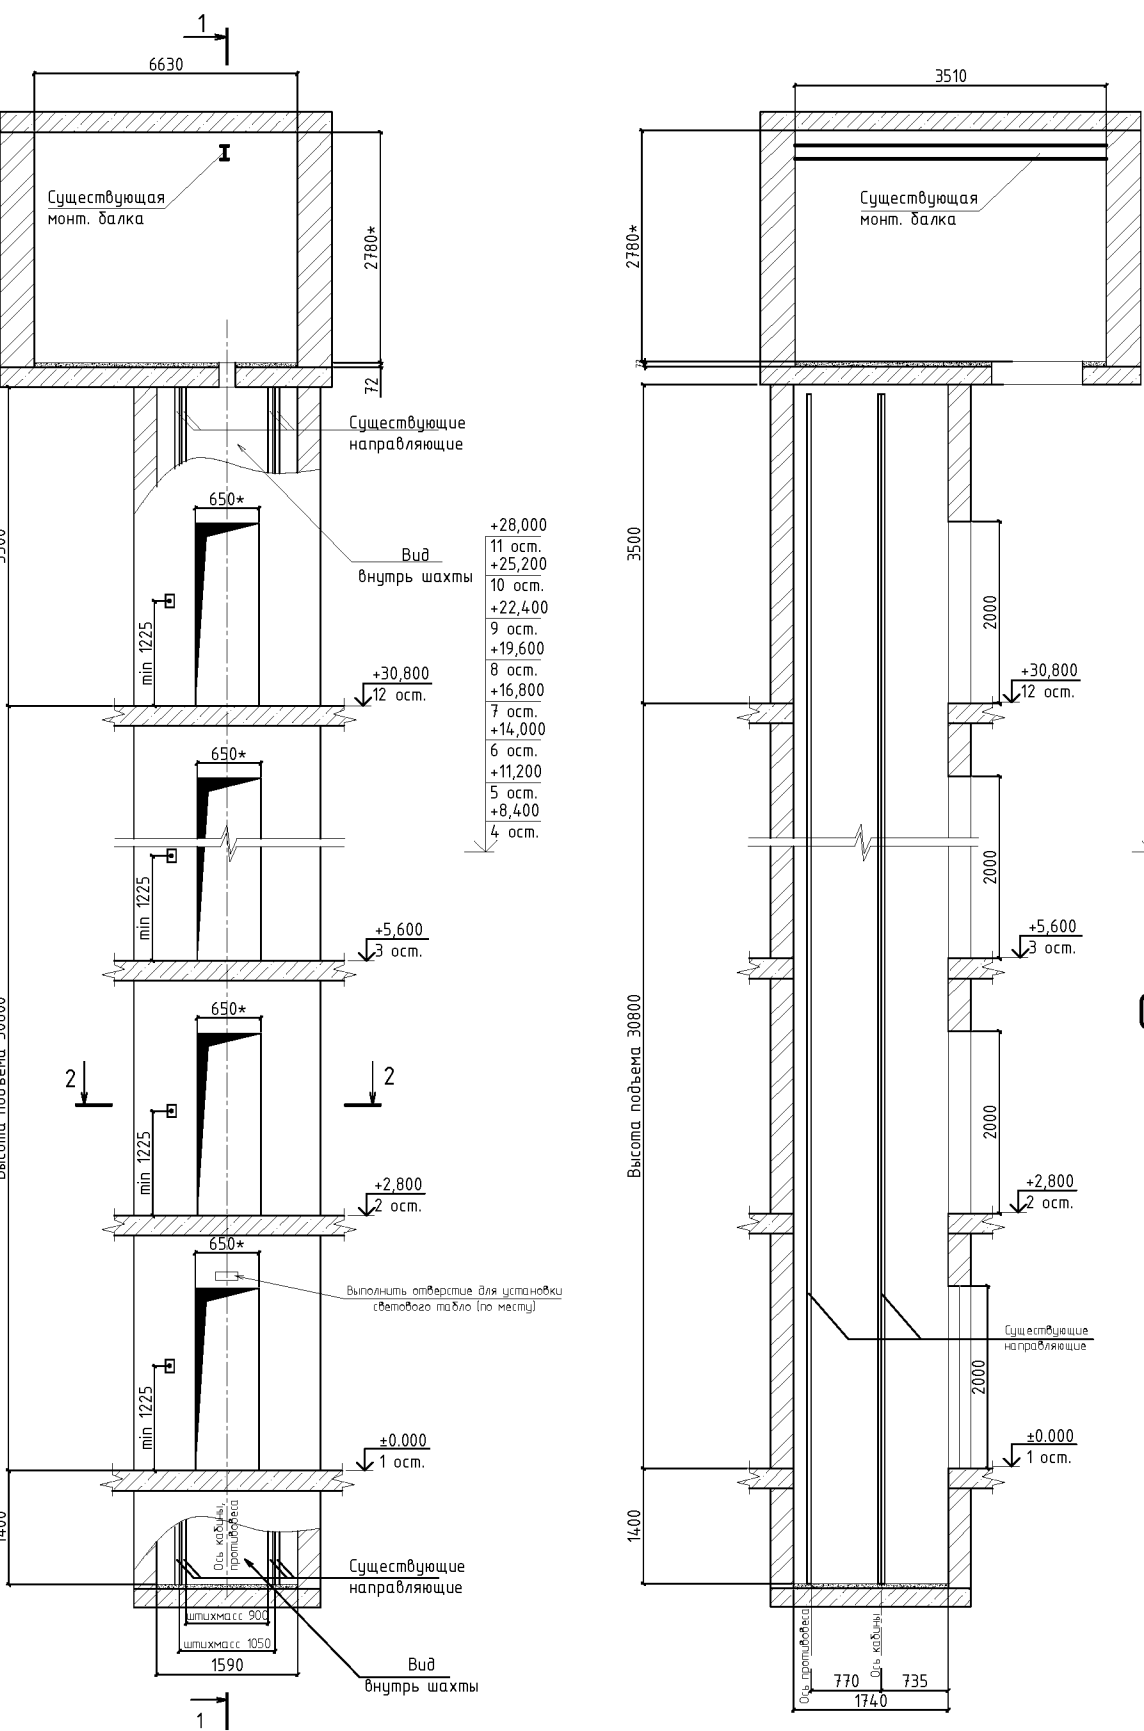 1
6630
Существующая
монт. балка
2780*
72
Существующие
направляющие
650*
Вид
внутрь шахты
min 1225
+30,800
12 ост.
+28,000
11 ост.
+25,200
10 ост.
+22,400
9 ост.
+19,600
8 ост.
+16,800
7 ост.
+14,000
6 ост.
+11,200
5 ост.
+8,400
4 ост.
650*
min 1225
+5,600
3 ост.
650*
2
2
min 1225
+2,800
2 ост.
650*
Выполнить отверстие для установки
светового табло (по месту)
min 1225
±0.000
1 ост.
1400
Ось кабины,
противовеса
Существующие
направляющие
штихмасс 900
штихмасс 1050
1590
Вид
внутрь шахты
1
3510
2780*
Существующая
монт. балка
72
3500
2000
+30,800
12 ост.
2000
+5,600
3 ост.
Высота подъема 30800
2000
+2,800
2 ост.
Существующие
направляющие
2000
±0.000
1 ост.
1400
Ось противовеса
Ось кабины
770
735
1740